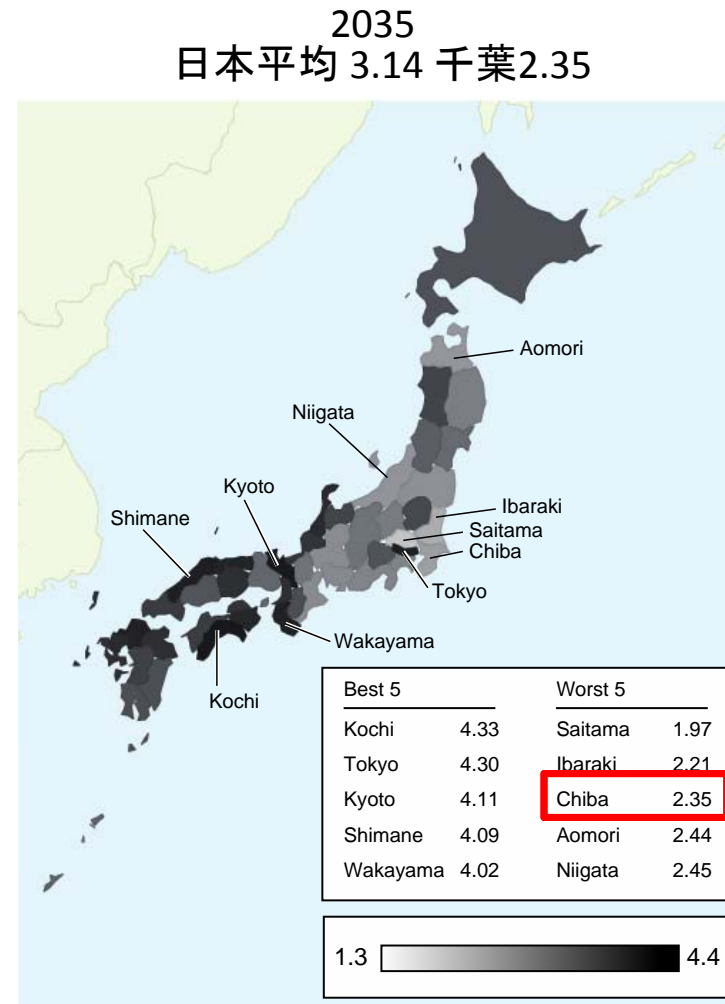 2035
日本平均 3.14 千葉2.35
Aomori
Niigata
Kyoto
Ibaraki
Shimane
Saitama
Chiba
Tokyo
Wakayama
Kochi
Best 5 Worst 5
Kochi 4.33 Saitama 1.97
Tokyo 4.30 Ibaraki 2.21
Kyoto 4.11 Chiba 2.35
Shimane 4.09 Aomori 2.44
Wakayama 4.02 Niigata 2.45
1.3 4.4